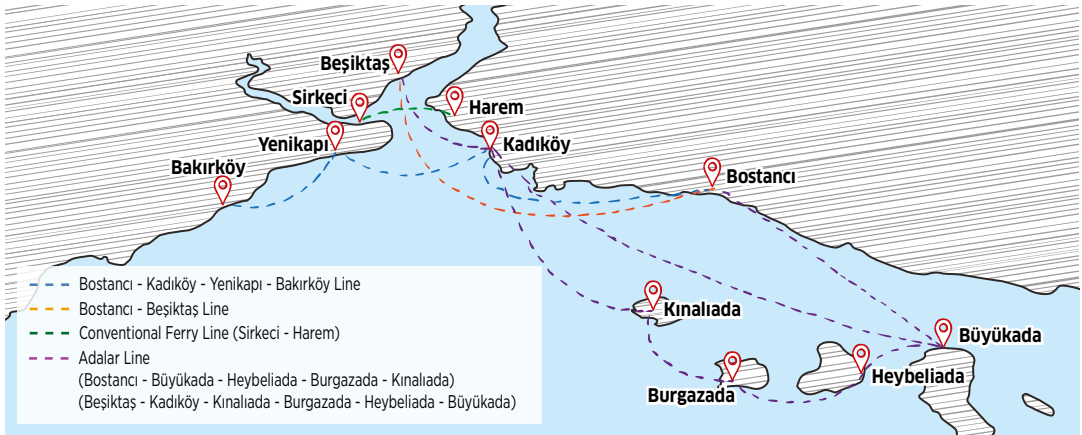 Beşiktaş
Sirkeci
Harem
Yenikapı
Kadıköy
Bakırköy
Bostancı
Bostancı - Kadıköy - Yenikapı - Bakırköy Line
Bostancı - Beşiktaş Line
Conventional Ferry Line (Sirkeci - Harem)
Adalar Line
(Bostancı - Büyükada - Heybeliada - Burgazada - Kınalıada)
(Beşiktaş - Kadıköy - Kınalıada - Burgazada - Heybeliada - Büyükada)
Kınalıada
Büyükada
Heybeliada
Burgazada